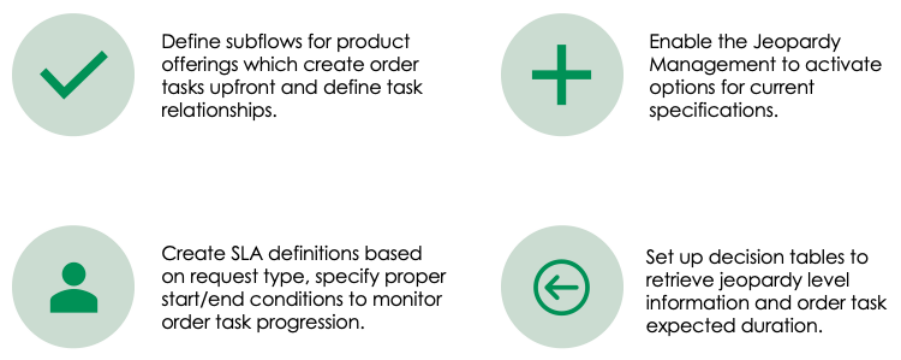 Define subflows for product
offerings which create order
tasks upfront and define task
relationships.
Enable the Jeopardy
Management to activate
options for current
specifications.
Create SLA definitions based
on request type, specify proper
start/end conditions to monitor
order task progression.
Set up decision tables to
retrieve jeopardy level
information and order task
expected duration.